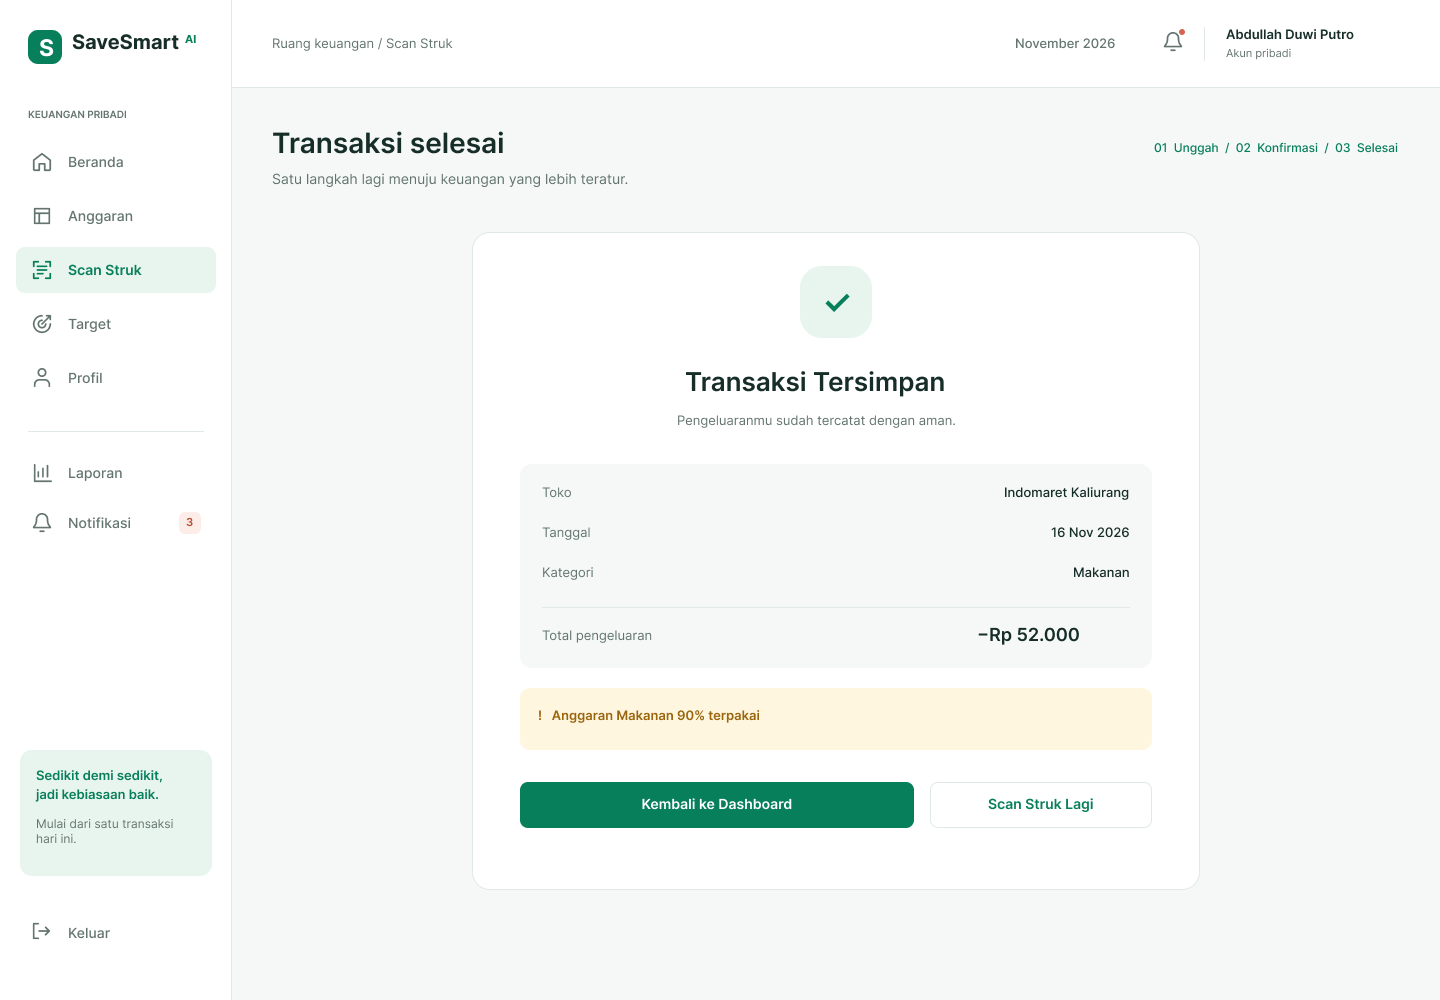 S SaveSmart AI
KEUANGAN PRIBADI
Beranda
Anggaran
Scan Struk
Target
Profil
Laporan
Notifikasi 3
Sedikit demi sedikit,
jadi kebiasaan baik.
Mulai dari satu transaksi
hari ini.
Keluar
Ruang keuangan / Scan Struk
November 2026
Abdullah Duwi Putro
Akun pribadi
Transaksi selesai
Satu langkah lagi menuju keuangan yang lebih teratur.
01 Unggah / 02 Konfirmasi / 03 Selesai
Transaksi Tersimpan
Pengeluaranmu sudah tercatat dengan aman.
Toko Indomaret Kaliurang
Tanggal 16 Nov 2026
Kategori Makanan
Total pengeluaran −Rp 52.000
! Anggaran Makanan 90% terpakai
Kembali ke Dashboard
Scan Struk Lagi